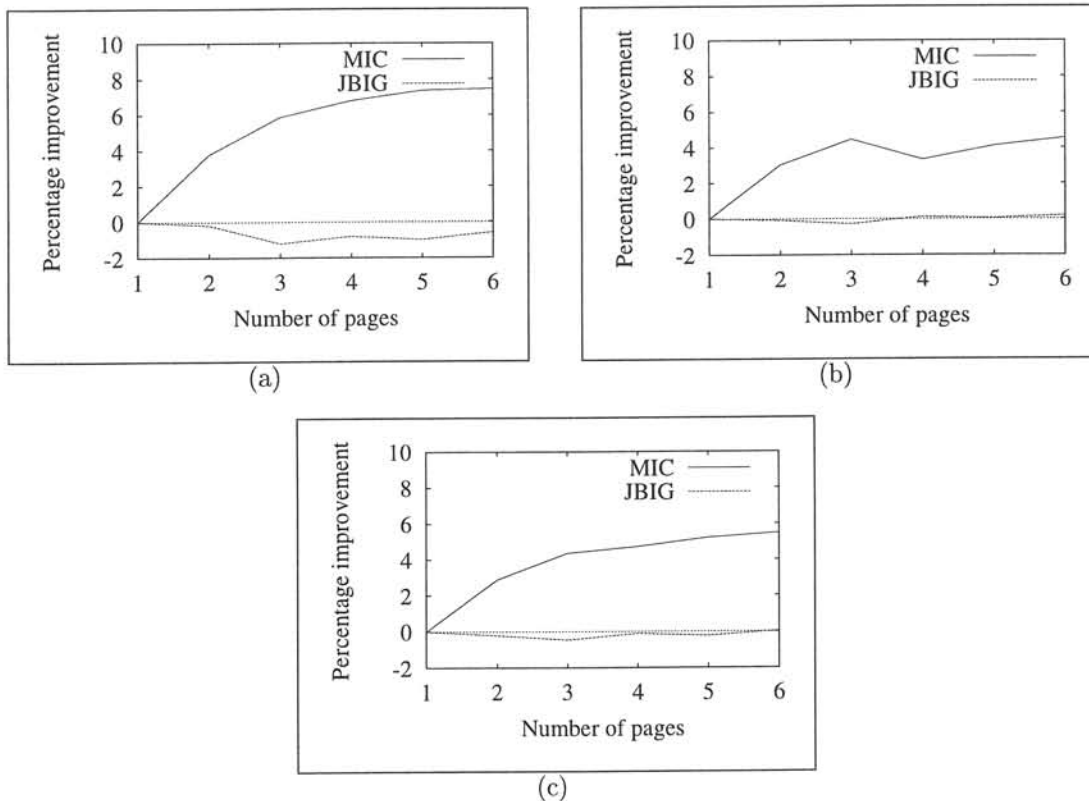 Percentage improvement
10
8
6
4
2
0
-2
MIC
JBIG
1 2 3 4 5 6
Number of pages
(a)
Percentage improvement
10
8
6
4
2
0
-2
MIC
JBIG
1 2 3 4 5 6
Number of pages
(b)
Percentage improvement
10
8
6
4
2
0
-2
MIC
JBIG
1 2 3 4 5 6
Number of pages
(c)